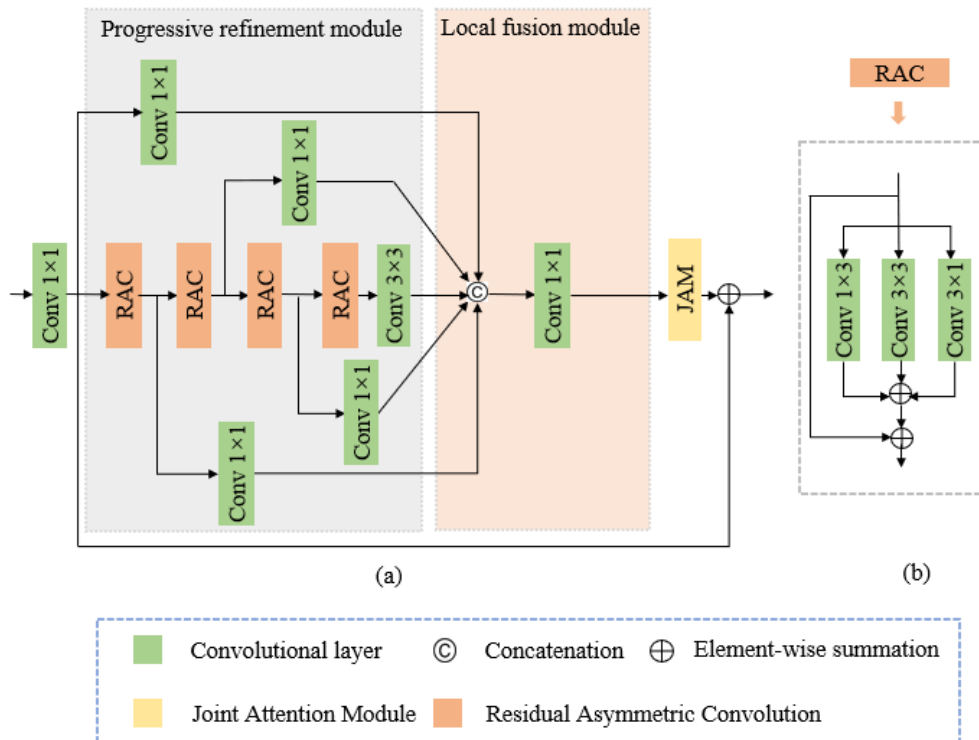 Progressive refinement module
Local fusion module
Conv 1×1
Conv 1×1
Conv 1×1
RAC
RAC
RAC
RAC
Conv 3×3
Conv 1×1
Conv 1×1
©
Conv 1×1
JAM
RAC
Conv 1×3
Conv 3×3
Conv 3×1
(a)
(b)
Convolutional layer
© Concatenation
Element-wise summation
Joint Attention Module
Residual Asymmetric Convolution